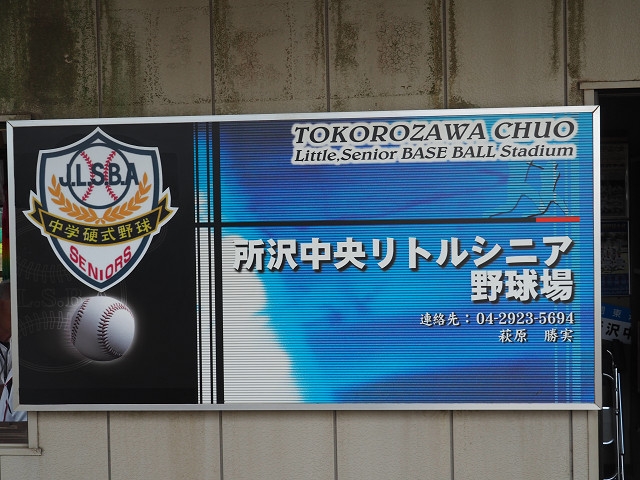 TOKOROZAWA CHUO
Little,Senior BASE BALL Stadium
J.L.S.B.A
中学硬式野球
SENIORS
所沢中央リトルシニア
野球場
連絡先：04-2923-5694
萩原　勝実